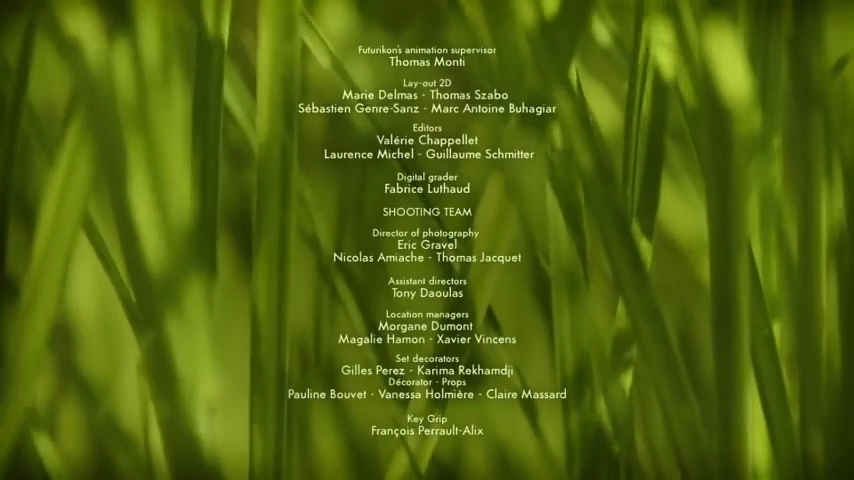 Futurikon's animation supervisor
Thomas Monti
Lay-out 2D
Marie Delmas - Thomas Szabo
Sébastien Genre-Sanz - Marc Antoine Buhagiar
Editors
Valérie Chappellet
Laurence Michel - Guillaume Schmitter
Digital grader
Fabrice Luthaud
SHOOTING TEAM
Director of photography
Eric Gravel
Nicolas Amiache - Thomas Jacquet
Assistant directors
Tony Daoulas
Location managers
Morgane Dumont
Magalie Hamon - Xavier Vincens
Set decorators
Gilles Perez - Karima Rekhamdji
Décorator - Props
Pauline Bouvet - Vanessa Holmière - Claire Massard
Key Grip
François Perrault-Alix